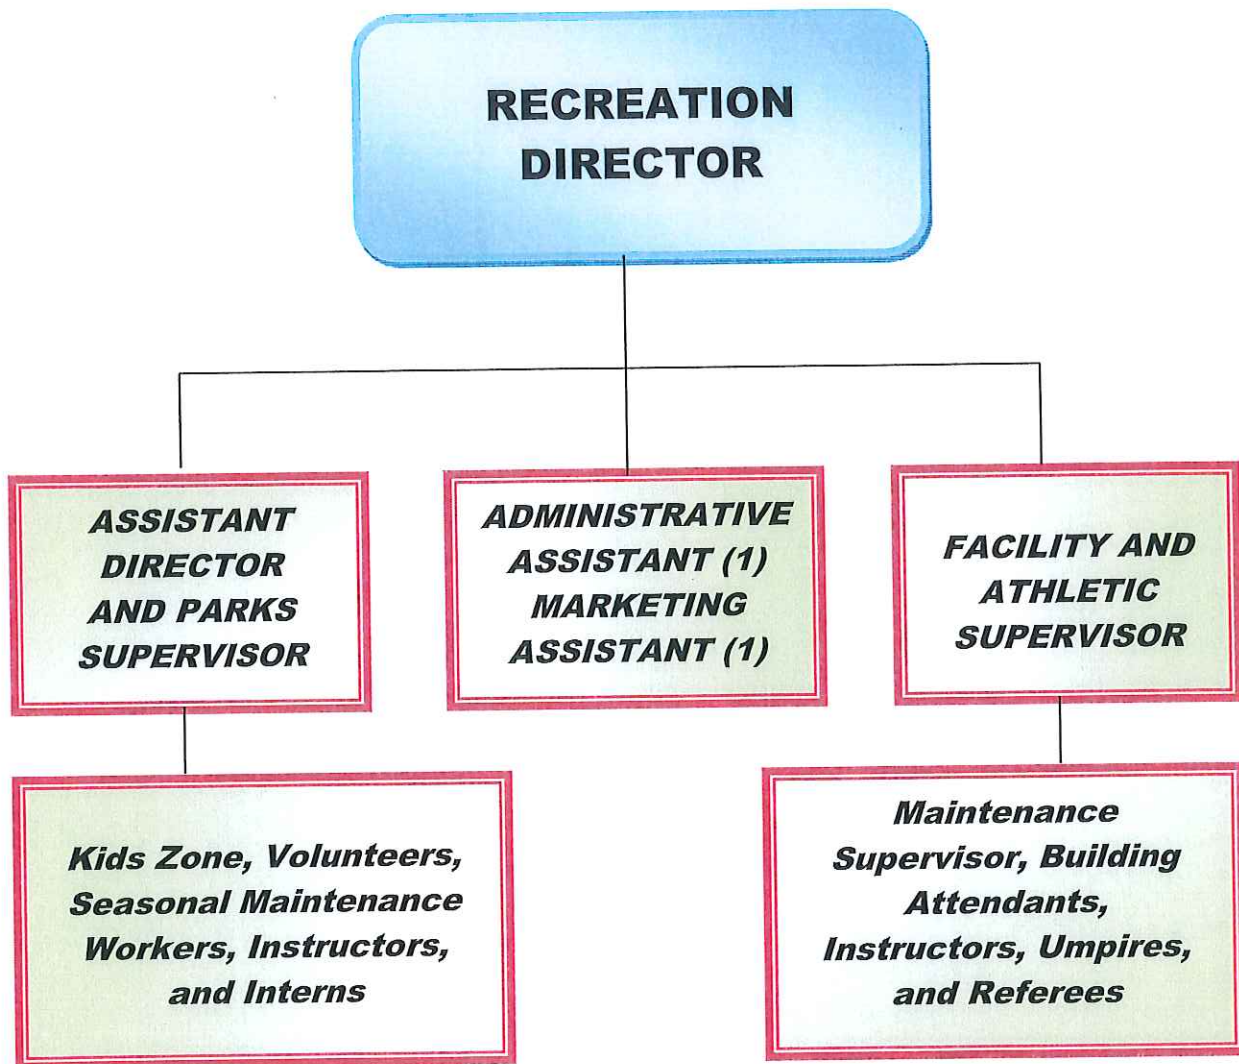 RECREATION
DIRECTOR
ASSISTANT
DIRECTOR
AND PARKS
SUPERVISOR
ADMINISTRATIVE
ASSISTANT (1)
MARKETING
ASSISTANT (1)
FACILITY AND
ATHLETIC
SUPERVISOR
Kids Zone, Volunteers,
Seasonal Maintenance
Workers, Instructors,
and Interns
Maintenance
Supervisor, Building
Attendants,
Instructors, Umpires,
and Referees